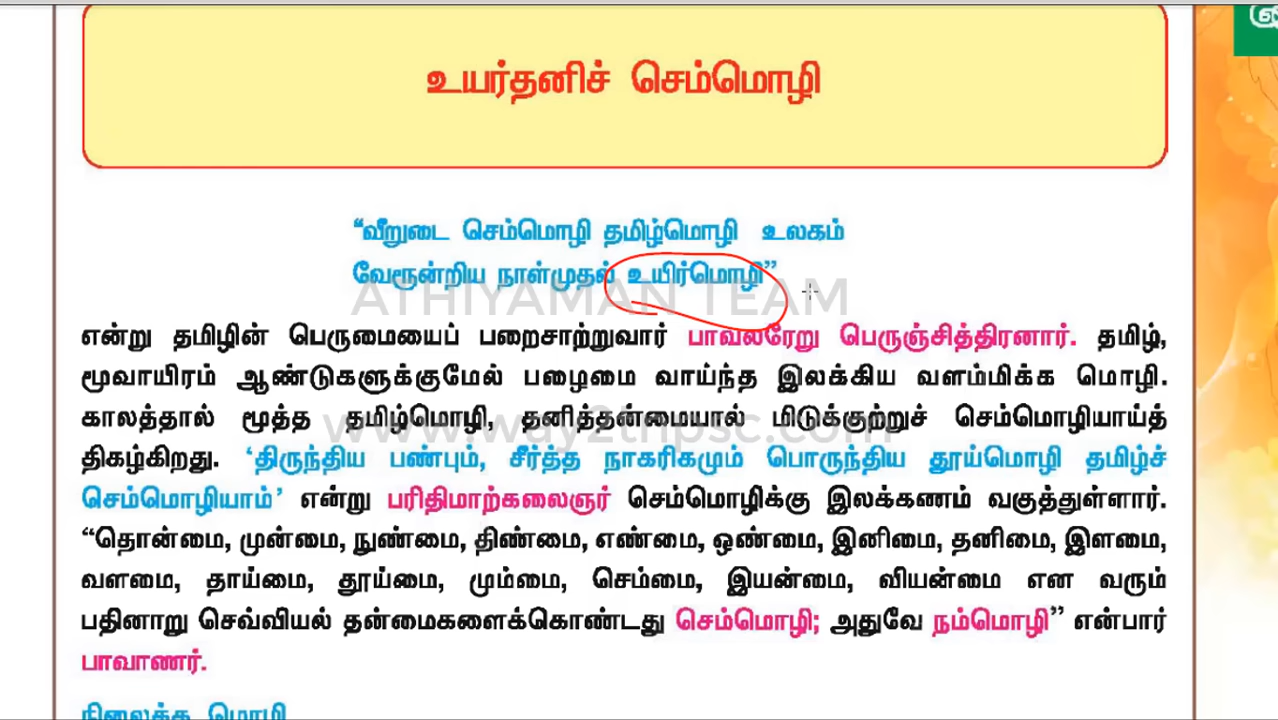 உயர்தனிச் செம்மொழி
“வீறுடை செம்மொழி தமிழ்மொழி உலகம்
வேரூன்றிய நாள்முதல் உயிர்மொழி”
ATHIYAMAN TEAM
என்று தமிழின் பெருமையைப் பறைசாற்றுவார் பாவலரேறு பெருஞ்சித்திரனார். தமிழ்,
மூவாயிரம் ஆண்டுகளுக்குமேல் பழைமை வாய்ந்த இலக்கிய வளம்மிக்க மொழி.
காலத்தால் மூத்த தமிழ்மொழி, தனித்தன்மையால் மிடுக்குற்றுச் செம்மொழியாய்த்
www.way2tnpsc.com
திகழ்கிறது. ‘திருந்திய பண்பும், சீர்த்த நாகரிகமும் பொருந்திய தூய்மொழி தமிழ்ச்
செம்மொழியாம்’ என்று பரிதிமாற்கலைஞர் செம்மொழிக்கு இலக்கணம் வகுத்துள்ளார்.
“தொன்மை, முன்மை, நுண்மை, திண்மை, எண்மை, ஒண்மை, இனிமை, தனிமை, இளமை,
வளமை, தாய்மை, தூய்மை, மும்மை, செம்மை, இயன்மை, வியன்மை என வரும்
பதினாறு செவ்வியல் தன்மைகளைக்கொண்டது செம்மொழி; அதுவே நம்மொழி” என்பார்
பாவாணர்.
நிலைத்த மொழி